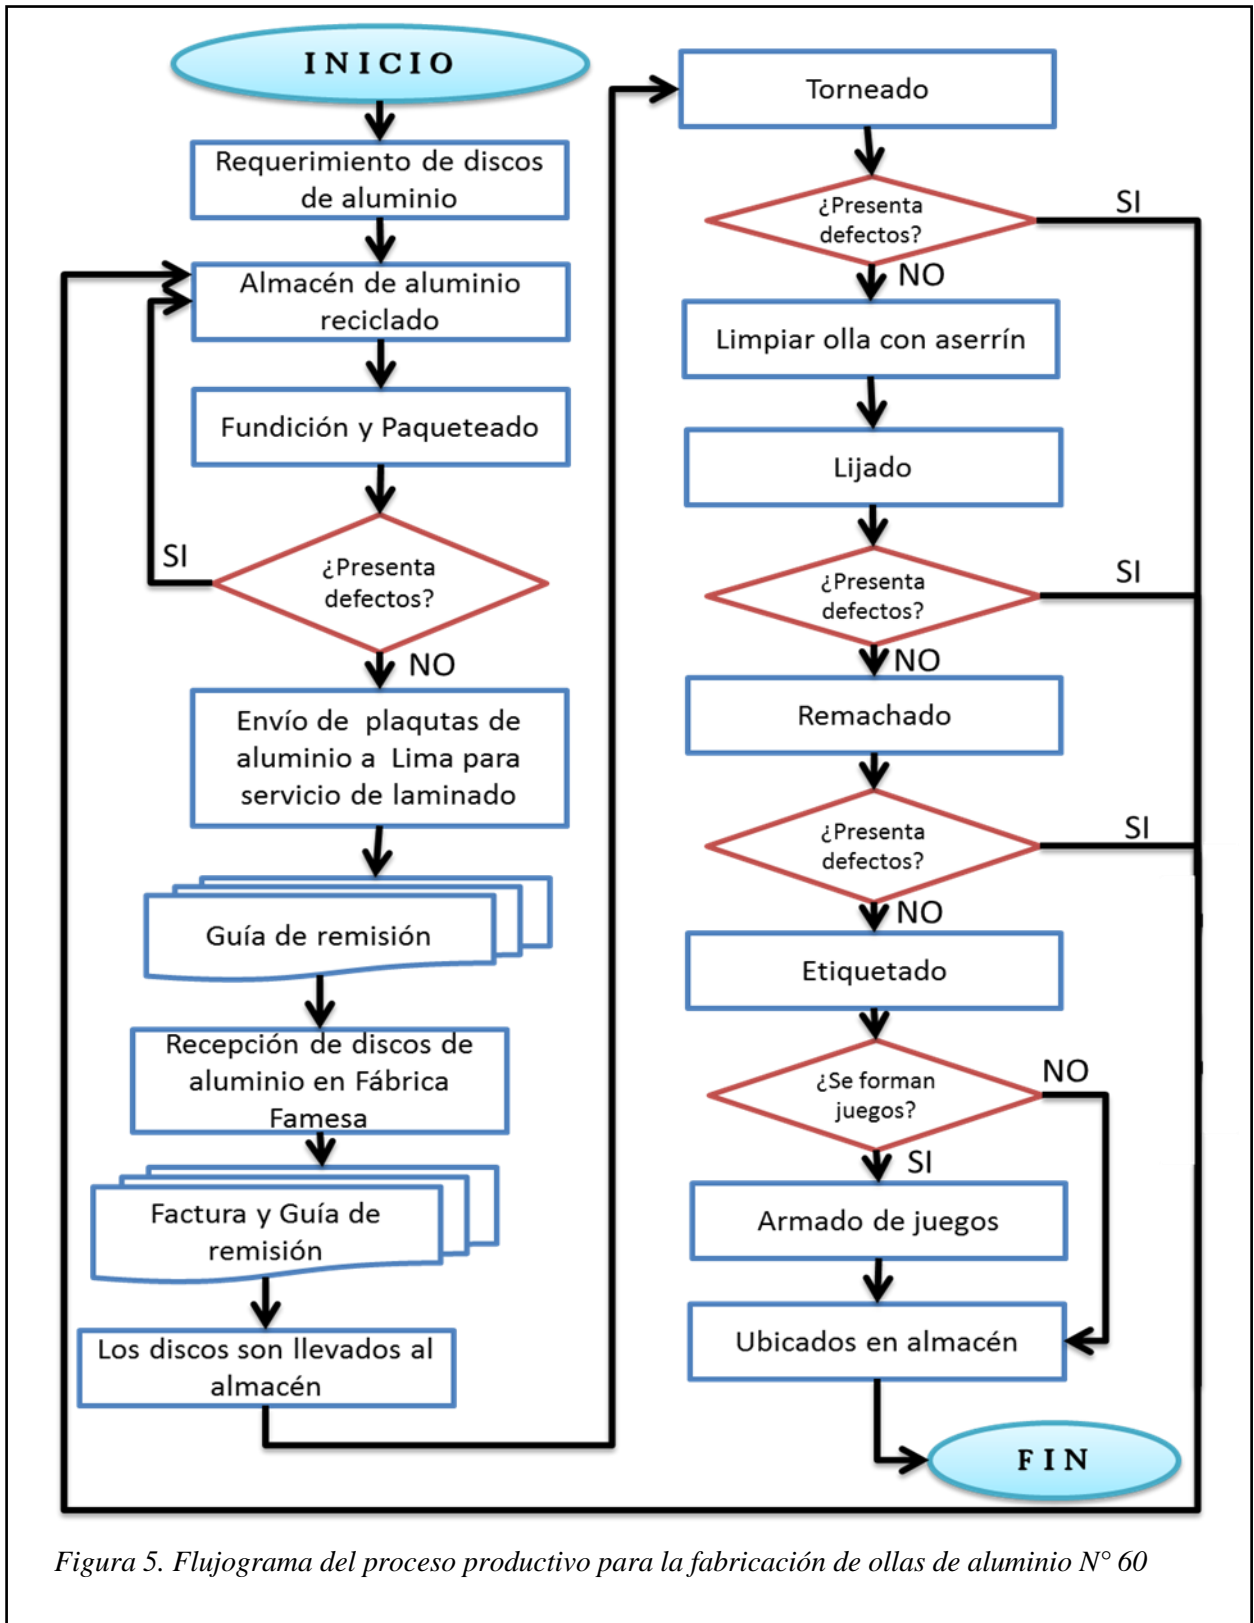 INICIO
Requerimiento de discos
de aluminio
Almacén de aluminio
reciclado
Fundición y Paqueteado
¿Presenta
defectos?
SI
NO
Envío de plaqutas de
aluminio a Lima para
servicio de laminado
Guía de remisión
Recepción de discos de
aluminio en Fábrica
Famesa
Factura y Guía de
remisión
Los discos son llevados al
almacén
Torneado
¿Presenta
defectos?
SI
NO
Limpiar olla con aserrín
Lijado
¿Presenta
defectos?
SI
NO
Remachado
¿Presenta
defectos?
SI
NO
Etiquetado
¿Se forman
juegos?
NO
SI
Armado de juegos
Ubicados en almacén
FIN
Figura 5. Flujograma del proceso productivo para la fabricación de ollas de aluminio N° 60